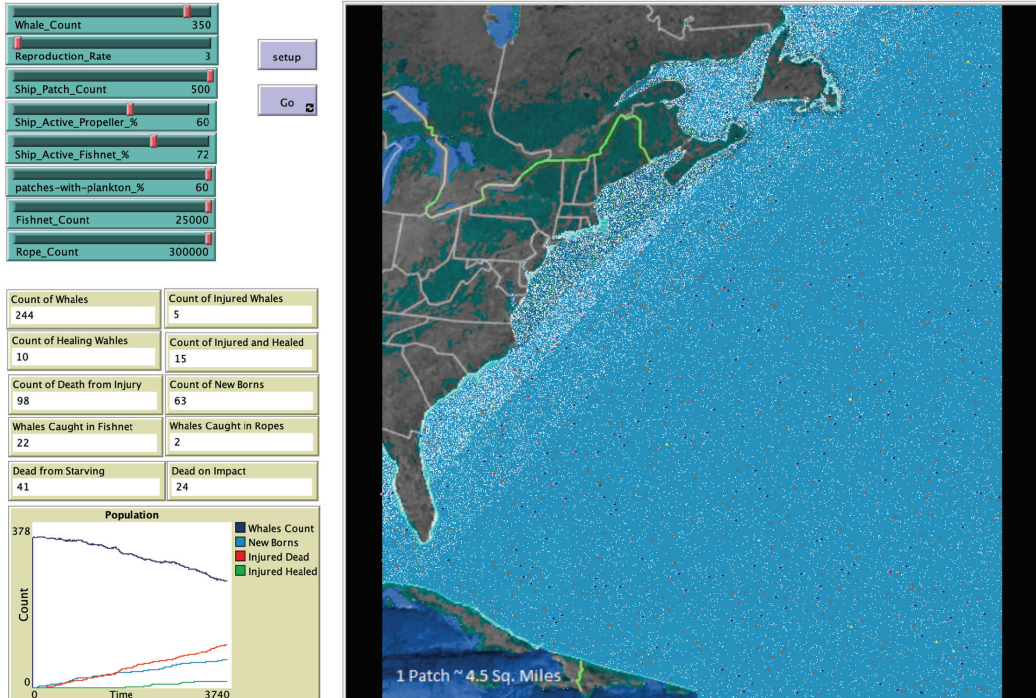 Whale_Count 350
Reproduction_Rate 3
Ship_Patch_Count 500
Ship_Active_Propeller_% 60
Ship_Active_Fishnet_% 72
patches-with-plankton_% 60
Fishnet_Count 25000
Rope_Count 300000
setup
Go
Count of Whales
244
Count of Injured Whales
5
Count of Healing Wahles
10
Count of Injured and Healed
15
Count of Death from Injury
98
Count of New Borns
63
Whales Caught in Fishnet
22
Whales Caught in Ropes
2
Dead from Starving
41
Dead on Impact
24
Population
378
Count
0
0
Time
3740
Whales Count
New Borns
Injured Dead
Injured Healed
1 Patch ~ 4.5 Sq. Miles